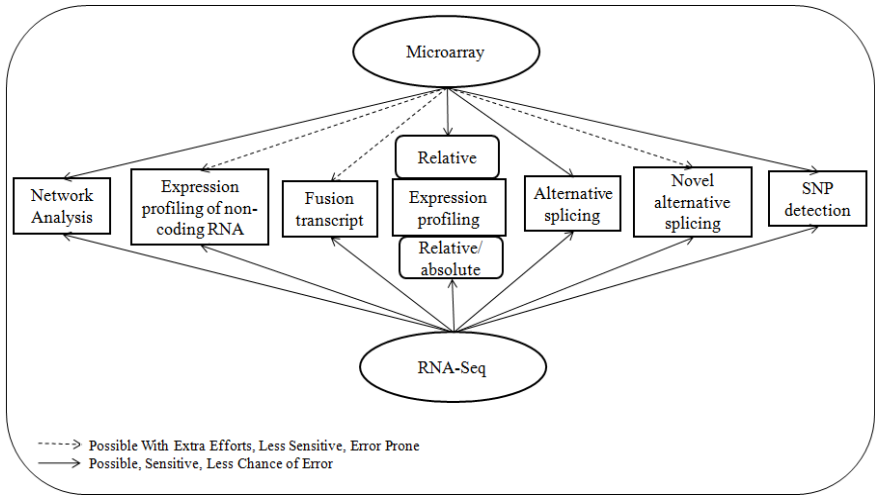 Microarray
Relative
Network
Analysis
Expression
profiling of non-
coding RNA
Fusion
transcript
Expression
profiling
Alternative
splicing
Novel
alternative
splicing
SNP
detection
Relative/
absolute
RNA-Seq
Possible With Extra Efforts, Less Sensitive, Error Prone
Possible, Sensitive, Less Chance of Error